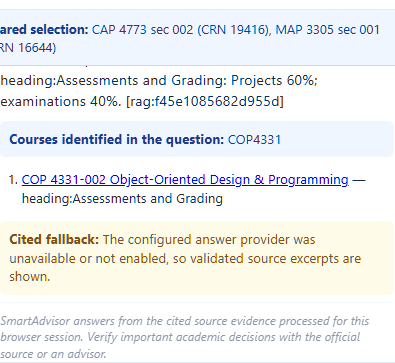 ared selection: CAP 4773 sec 002 (CRN 19416), MAP 3305 sec 001
RN 16644)
heading:Assessments and Grading: Projects 60%;
examinations 40%. [rag:f45e1085682d955d]
Courses identified in the question: COP4331
1. COP 4331-002 Object-Oriented Design & Programming —
heading:Assessments and Grading
Cited fallback: The configured answer provider was
unavailable or not enabled, so validated source excerpts are
shown.
SmartAdvisor answers from the cited source evidence processed for this
browser session. Verify important academic decisions with the official
source or an advisor.